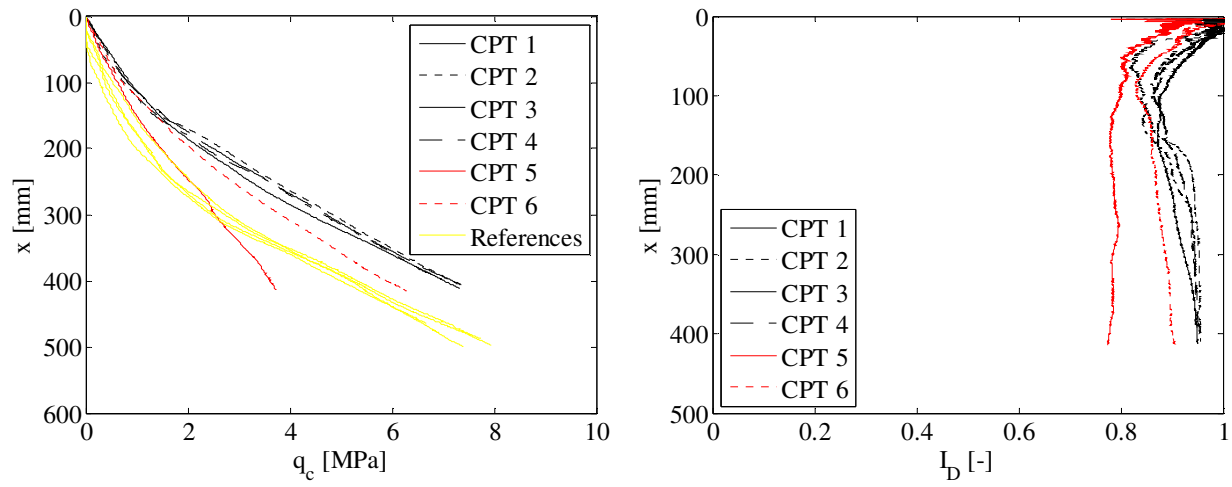 0
100
200
300
400
500
600
x [mm]
0
2
4
6
8
10
q_c [MPa]
CPT 1
CPT 2
CPT 3
CPT 4
CPT 5
CPT 6
References
0
100
200
300
400
500
x [mm]
0
0.2
0.4
0.6
0.8
1
I_D [-]
CPT 1
CPT 2
CPT 3
CPT 4
CPT 5
CPT 6